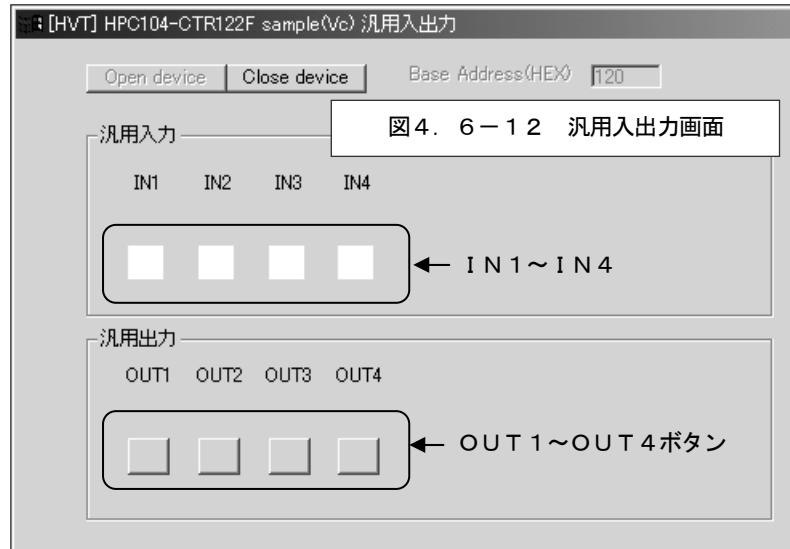 [HVT] HPC104-CTR122F sample(Vc) 汎用入出力
Open device Close device Base Address(HEX) 120
図4．6－12 汎用入出力画面
汎用入力
IN1 IN2 IN3 IN4
ＩＮ1～ＩＮ4
汎用出力
OUT1 OUT2 OUT3 OUT4
ＯＵＴ1～ＯＵＴ4ボタン